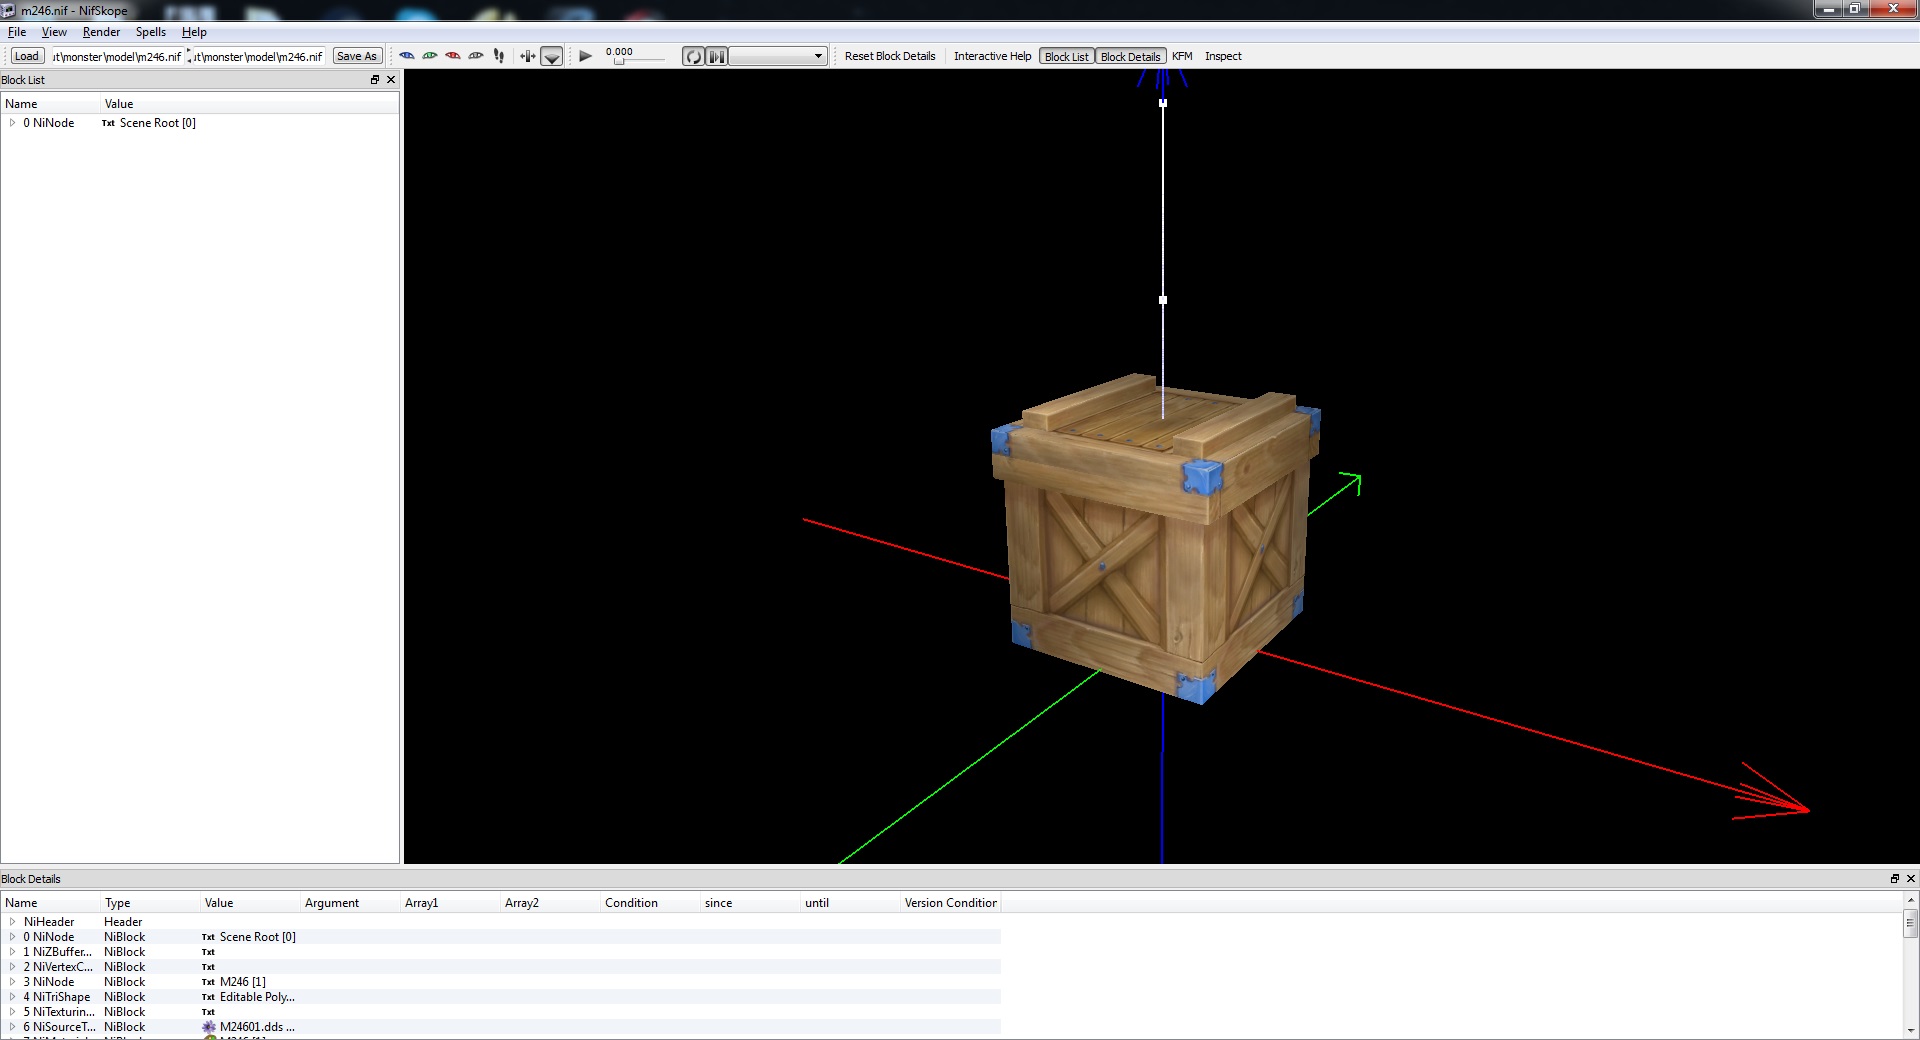 m246.nif - NifSkope
File View Render Spells Help
Load ut\monster\model\m246.nif ut\monster\model\m246.nif Save As 0.000 Reset Block Details Interactive Help Block List Block Details KFM Inspect
Block List
Name Value
0 NiNode Txt Scene Root [0]
Block Details
Name Type Value Argument Array1 Array2 Condition since until Version Condition
NiHeader Header
0 NiNode NiBlock Txt Scene Root [0]
1 NiZBuffer... NiBlock Txt
2 NiVertexC... NiBlock Txt
3 NiNode NiBlock Txt M246 [1]
4 NiTriShape NiBlock Txt Editable Poly...
5 NiTexturin... NiBlock Txt
6 NiSourceT... NiBlock M24601.dds ...